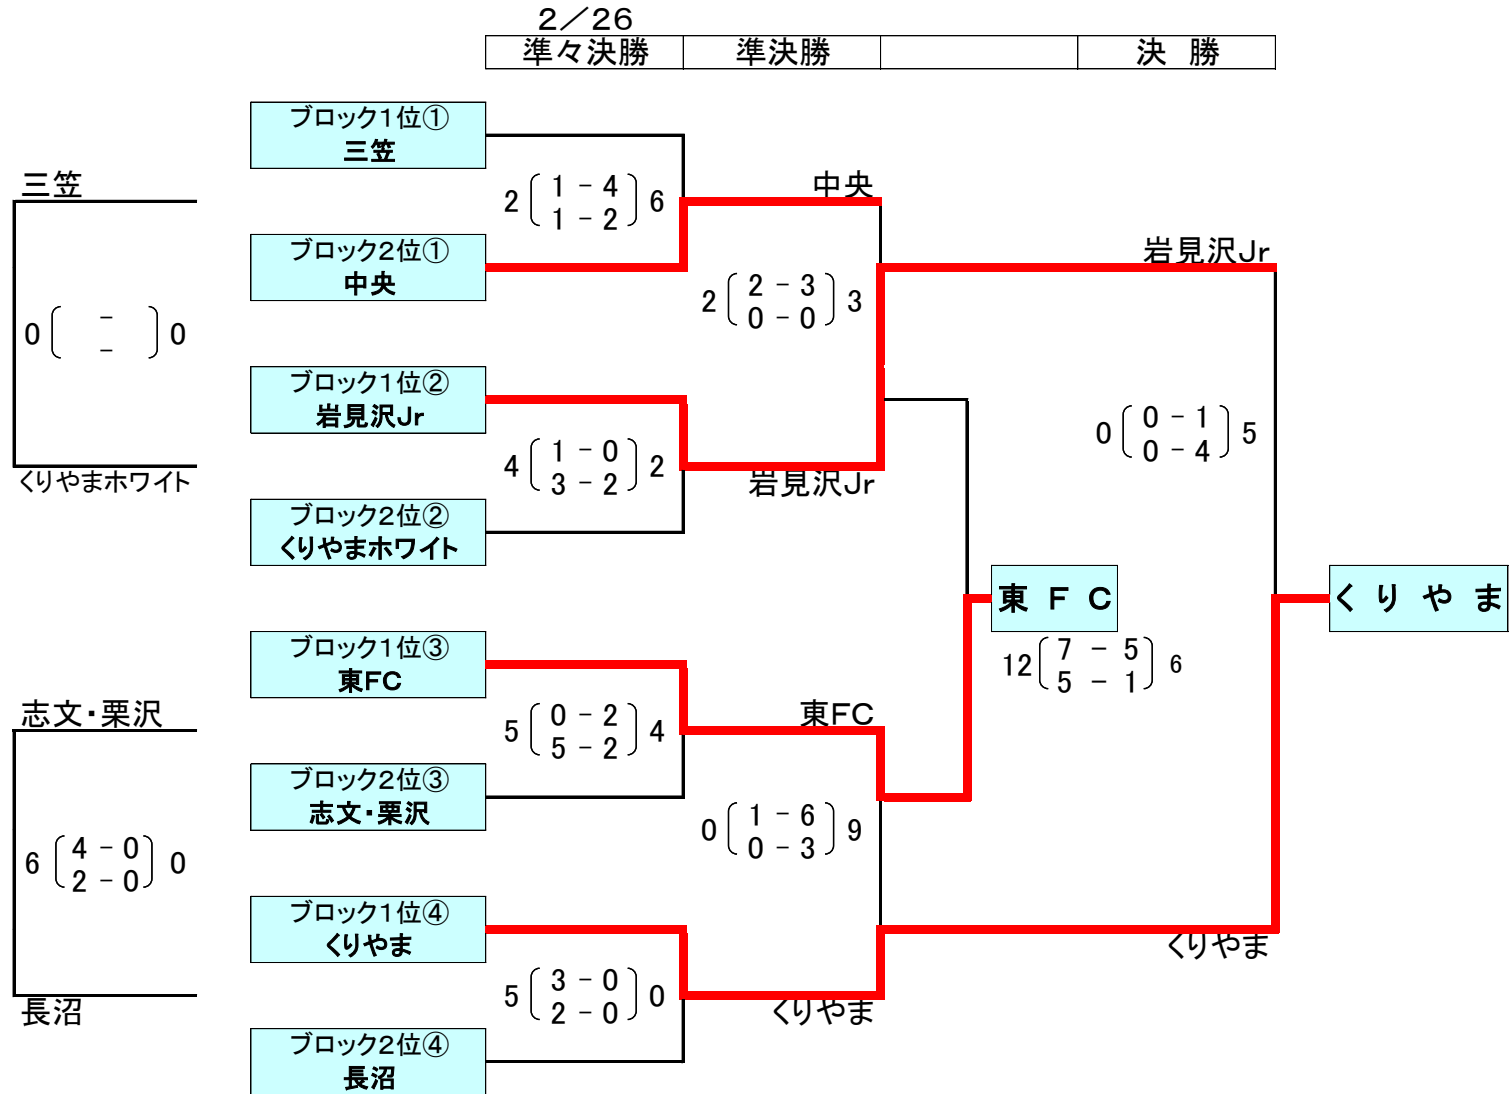 2／26
準々決勝 準決勝 決 勝
ブロック1位①
三笠
三笠
2 1 - 4 6
1 - 2
中央
ブロック2位①
中央
岩見沢Jr
0 - 0
-
2 2 - 3 3
0 - 0
ブロック1位②
岩見沢Jr
くりやまホワイト
4 1 - 0 2
3 - 2
岩見沢Jr
0 0 - 1 5
0 - 4
ブロック2位②
くりやまホワイト
東 F C
くりやま
12 7 - 5 6
5 - 1
ブロック1位③
東FC
志文・栗沢
5 0 - 2 4
5 - 2
東FC
ブロック2位③
志文・栗沢
6 4 - 0 0
2 - 0
0 1 - 6 9
0 - 3
ブロック1位④
くりやま
くりやま
長沼
5 3 - 0 0
2 - 0
くりやま
ブロック2位④
長沼